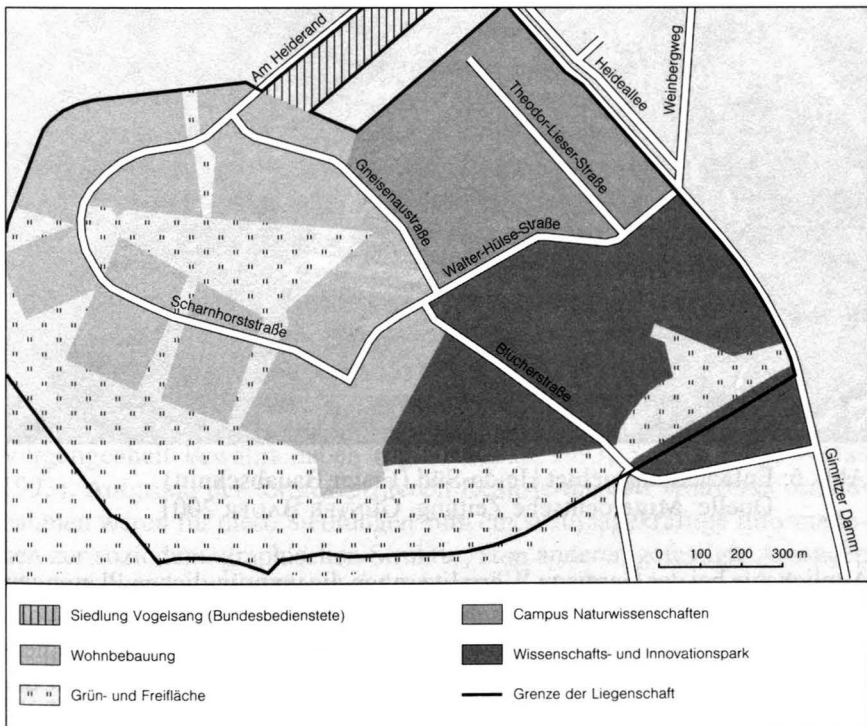 Am Heiderand
Heideallee
Weinbergweg
Theodor-Lieser-Straße
Gneisenaustraße
Walter-Hülse-Straße
Scharnhorststraße
Blücherstraße
Gimritzer Damm
0 100 200 300 m
Siedlung Vogelsang (Bundesbedienstete)
Campus Naturwissenschaften
Wohnbebauung
Wissenschafts- und Innovationspark
Grün- und Freifläche
Grenze der Liegenschaft